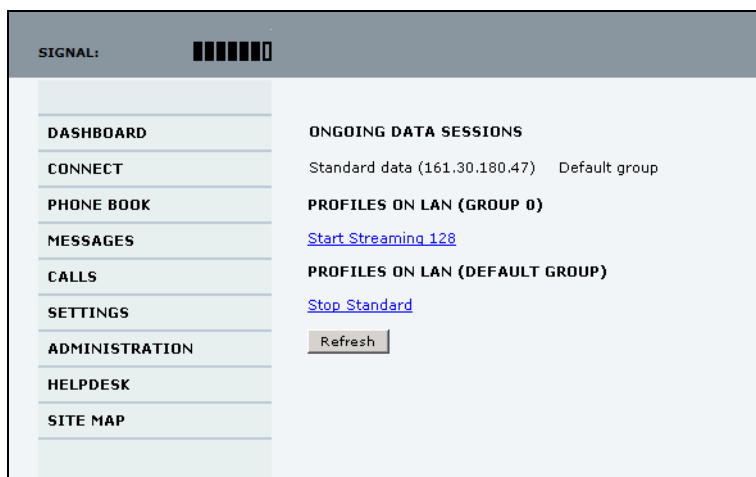 SIGNAL:
DASHBOARD
CONNECT
PHONE BOOK
MESSAGES
CALLS
SETTINGS
ADMINISTRATION
HELPDESK
SITE MAP
ONGOING DATA SESSIONS
Standard data (161.30.180.47) Default group
PROFILES ON LAN (GROUP 0)
Start Streaming 128
PROFILES ON LAN (DEFAULT GROUP)
Stop Standard
Refresh